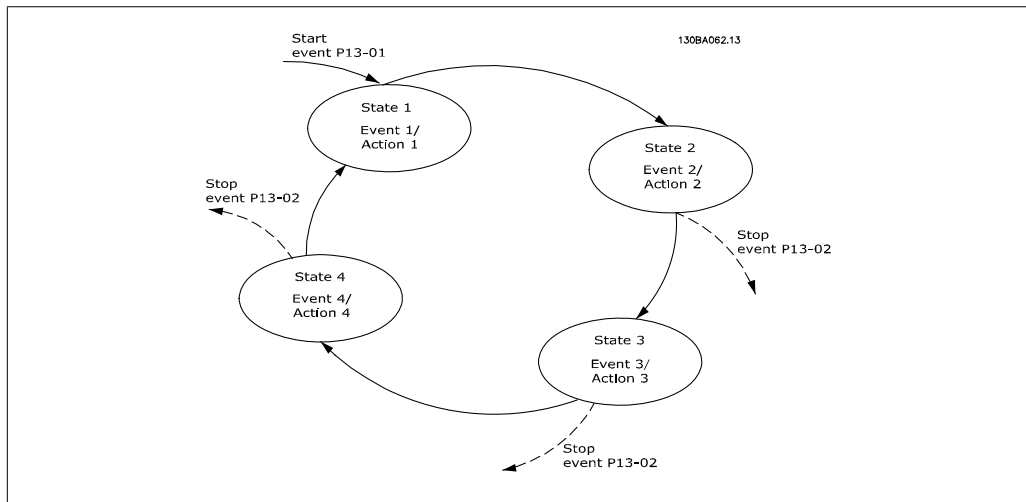 Start
event P13-01
130BA062.13
State 1
Event 1/
Action 1
State 2
Event 2/
Action 2
Stop
event P13-02
Stop
event P13-02
State 4
Event 4/
Action 4
State 3
Event 3/
Action 3
Stop
event P13-02